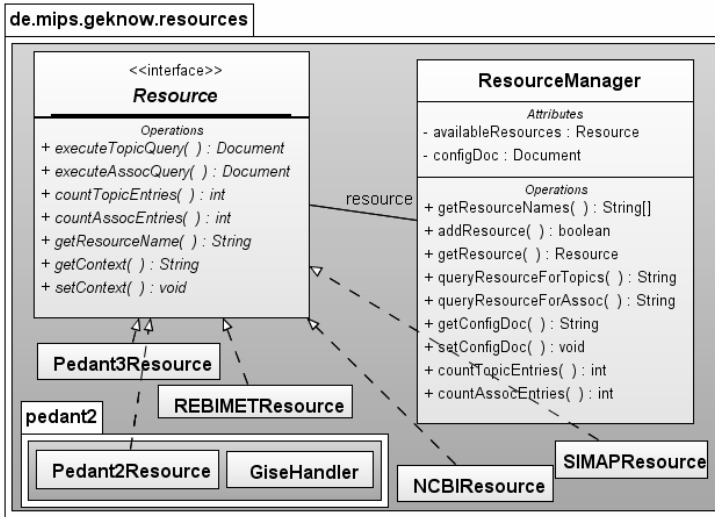 de.mips.geknow.resources
<<interface>>
Resource
Operations
+ executeTopicQuery( ) : Document
+ executeAssocQuery( ) : Document
+ countTopicEntries( ) : int
+ countAssocEntries( ) : int
+ getResourceName( ) : String
+ getContext( ) : String
+ setContext( ) : void
resource
ResourceManager
Attributes
- availableResources : Resource
- configDoc : Document
Operations
+ getResourceNames( ) : String[]
+ addResource( ) : boolean
+ getResource( ) : Resource
+ queryResourceForTopics( ) : String
+ queryResourceForAssoc( ) : String
+ getConfigDoc( ) : String
+ setConfigDoc( ) : void
+ countTopicEntries( ) : int
+ countAssocEntries( ) : int
Pedant3Resource
REBIMETResource
pedant2
Pedant2Resource
GiseHandler
NCBIResource
SIMAPResource